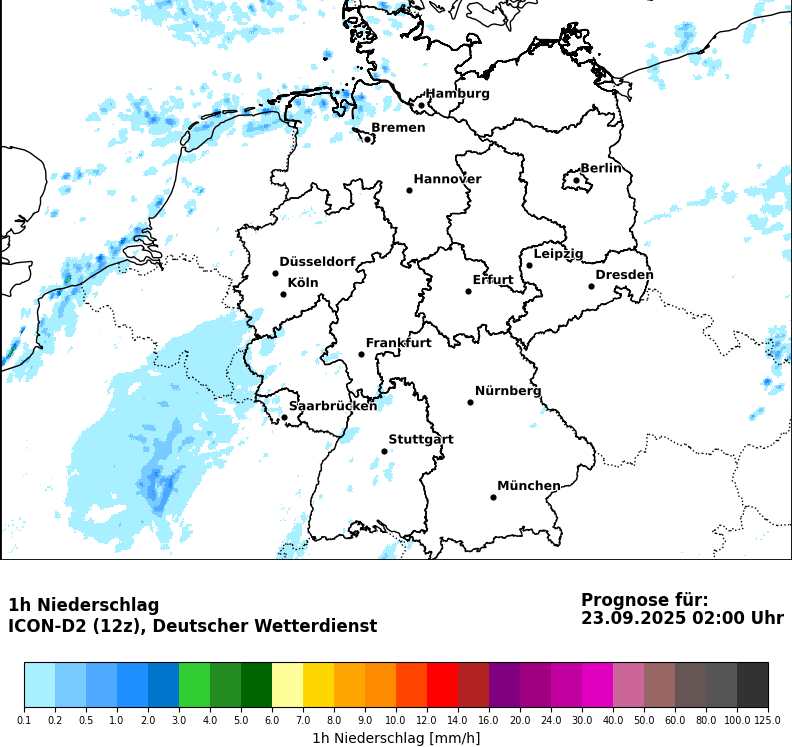 Hamburg
Bremen
Berlin
Hannover
Leipzig
Düsseldorf
Dresden
Köln
Erfurt
Frankfurt
Nürnberg
Saarbrücken
Stuttgart
München
1h Niederschlag
ICON-D2 (12z), Deutscher Wetterdienst
Prognose für:
23.09.2025 02:00 Uhr
0.1 0.2 0.5 1.0 2.0 3.0 4.0 5.0 6.0 7.0 8.0 9.0 10.0 12.0 14.0 16.0 20.0 24.0 30.0 40.0 50.0 60.0 80.0 100.0 125.0
1h Niederschlag [mm/h]